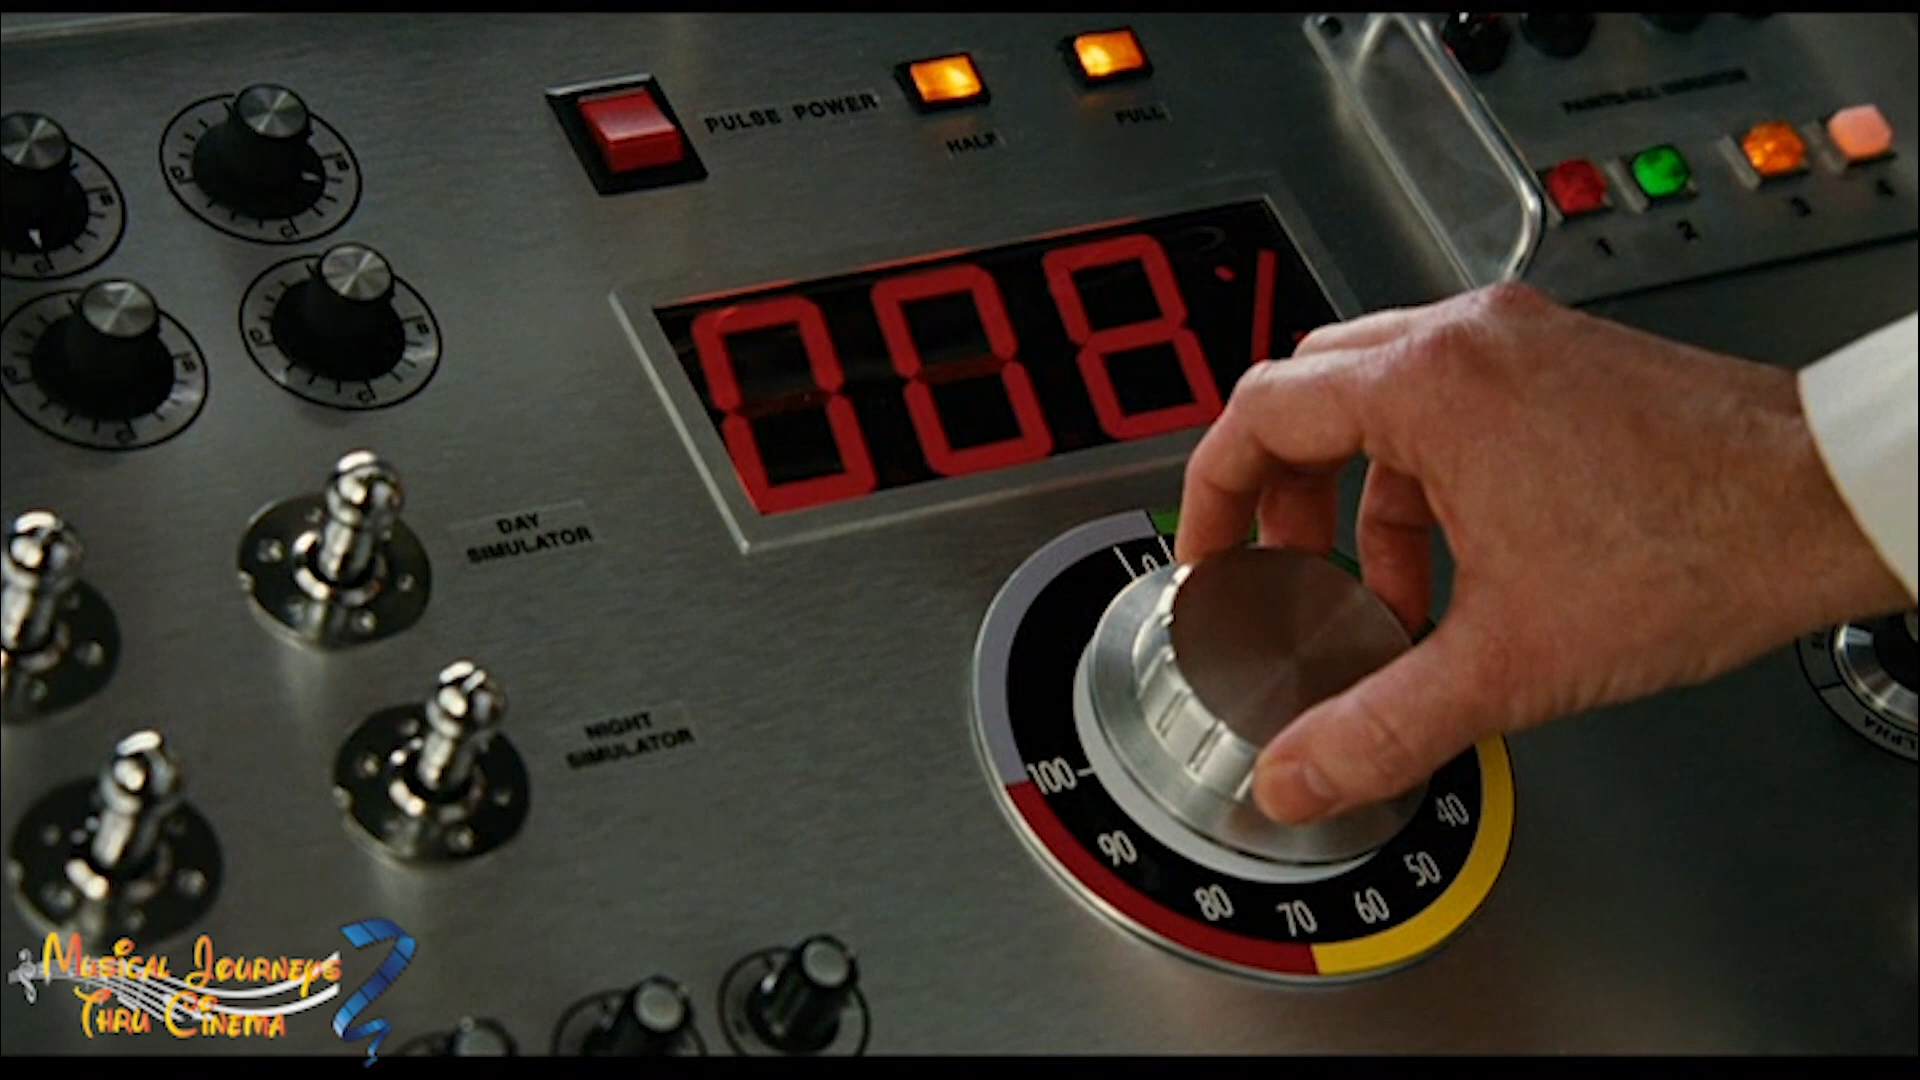 PULSE POWER
HALF
FULL
1
2
3
4
008%
DAY
SIMULATOR
NIGHT
SIMULATOR
0
40
50
60
70
80
90
100
MUSICAL JOURNEYS
THRU CINEMA